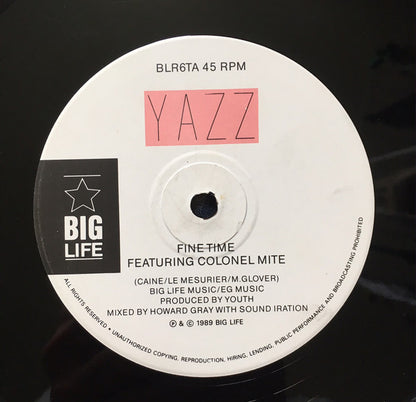 BLR6TA 45 RPM
YAZZ
BIG
LIFE
FINE TIME
FEATURING COLONEL MITE
(CAINE/LE MESURIER/M.GLOVER)
BIG LIFE MUSIC/EG MUSIC
PRODUCED BY YOUTH
MIXED BY HOWARD GRAY WITH SOUND IRATION
℗ & © 1989 BIG LIFE
ALL RIGHTS RESERVED • UNAUTHORIZED COPYING, REPRODUCTION, HIRING, LENDING, PUBLIC PERFORMANCE AND BROADCASTING PROHIBITED